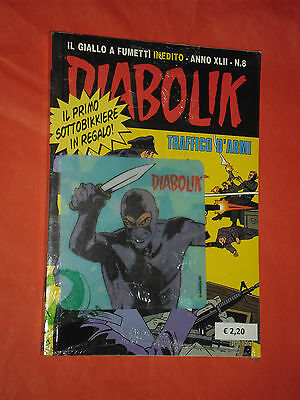 IL GIALLO A FUMETTI INEDITO - ANNO XLII - N.8
DIABOLIK
IL PRIMO
SOTTOBIKKIERE
IN REGALO!
TRAFFICO D'ARMI
DIABOLIK
€ 2,20